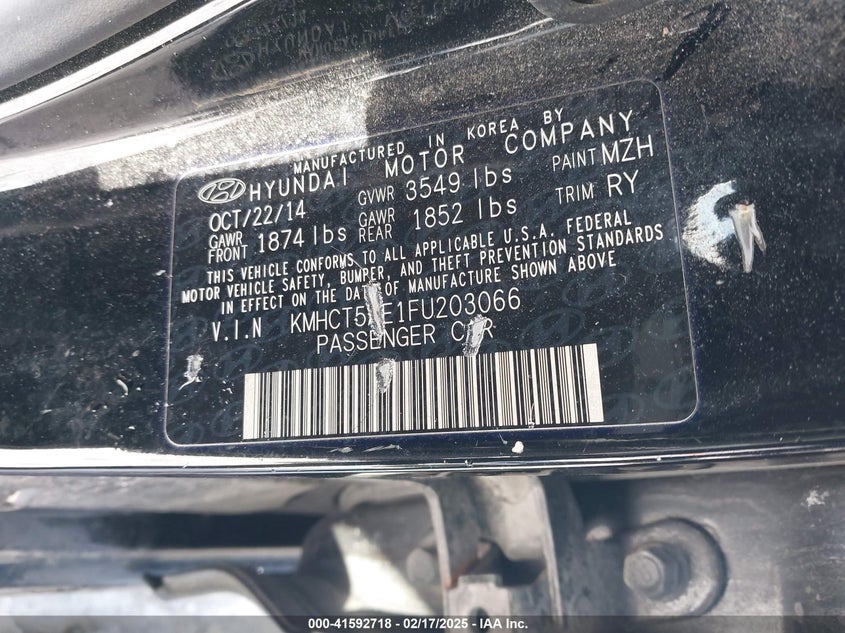 MANUFACTURED IN KOREA BY
HYUNDAI MOTOR COMPANY
OCT/22/14 GVWR 3549 lbs PAINT MZH
GAWR FRONT 1874 lbs GAWR REAR 1852 lbs TRIM RY
THIS VEHICLE CONFORMS TO ALL APPLICABLE U.S.A. FEDERAL
MOTOR VEHICLE SAFETY, BUMPER, AND THEFT PREVENTION STANDARDS
IN EFFECT ON THE DATE OF MANUFACTURE SHOWN ABOVE
V.I.N
PASSENGER
000-41592718 - 02/17/2025 - IAA Inc.